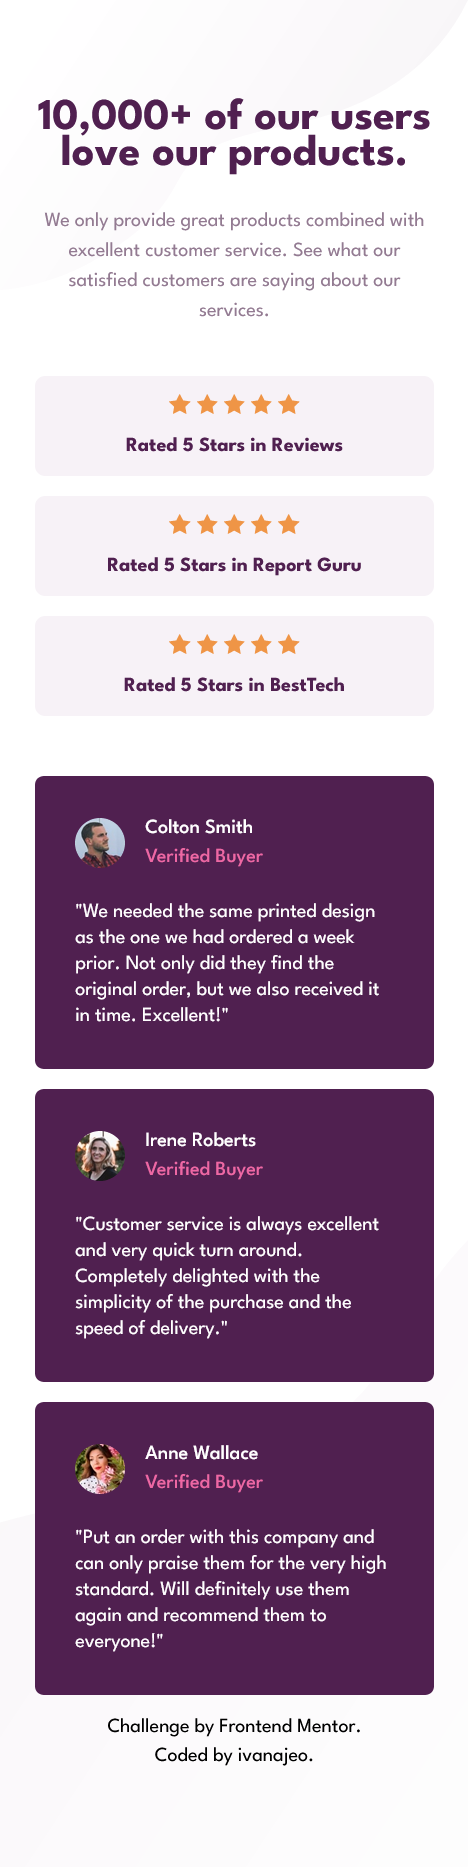 10,000+ of our users
love our products.
We only provide great products combined with
excellent customer service. See what our
satisfied customers are saying about our
services.
Rated 5 Stars in Reviews
Rated 5 Stars in Report Guru
Rated 5 Stars in BestTech
Colton Smith
Verified Buyer
"We needed the same printed design
as the one we had ordered a week
prior. Not only did they find the
original order, but we also received it
in time. Excellent!"
Irene Roberts
Verified Buyer
"Customer service is always excellent
and very quick turn around.
Completely delighted with the
simplicity of the purchase and the
speed of delivery."
Anne Wallace
Verified Buyer
"Put an order with this company and
can only praise them for the very high
standard. Will definitely use them
again and recommend them to
everyone!"
Challenge by Frontend Mentor.
Coded by ivanajeo.